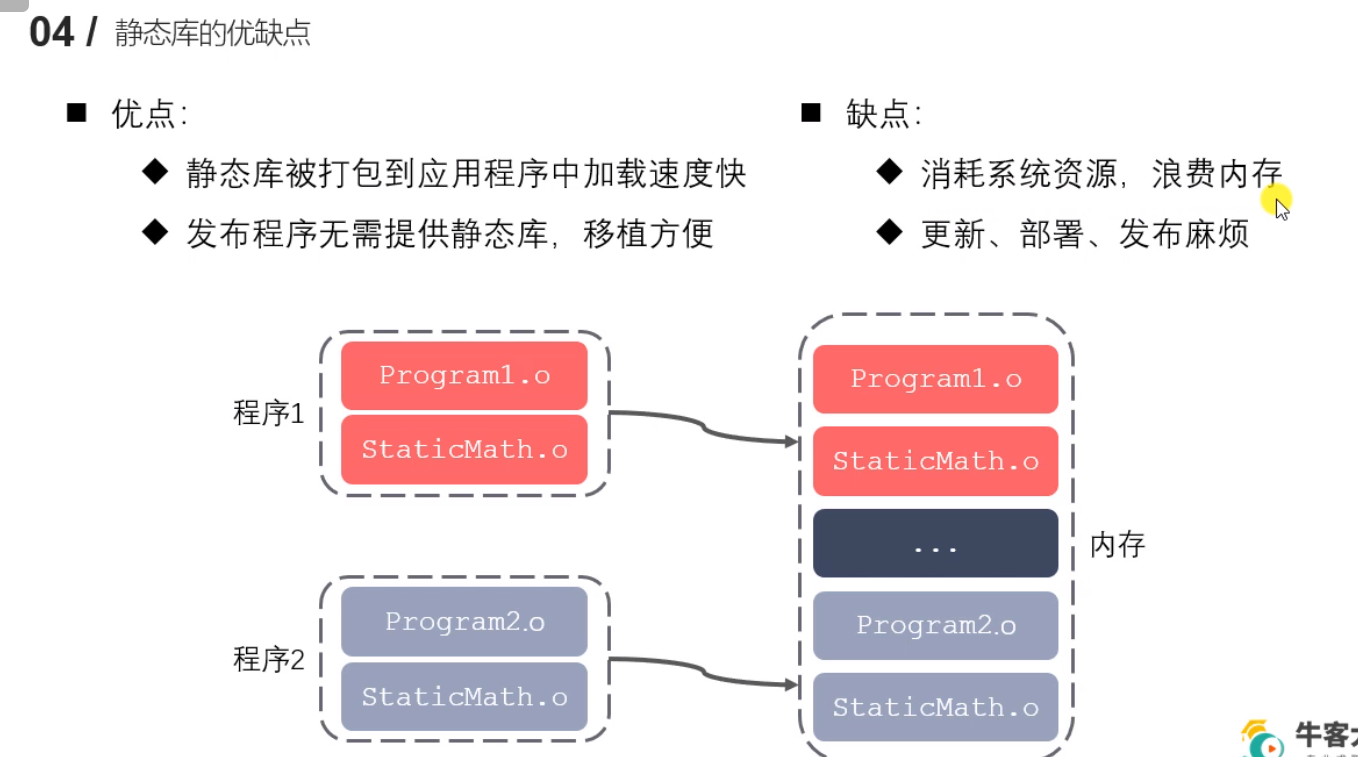 04 / 静态库的优缺点
■ 优点：
◆ 静态库被打包到应用程序中加载速度快
◆ 发布程序无需提供静态库，移植方便
■ 缺点：
◆ 消耗系统资源，浪费内存
◆ 更新、部署、发布麻烦
程序1
Program1.o
StaticMath.o
程序2
Program2.o
StaticMath.o
Program1.o
StaticMath.o
...
Program2.o
StaticMath.o
内存
牛客